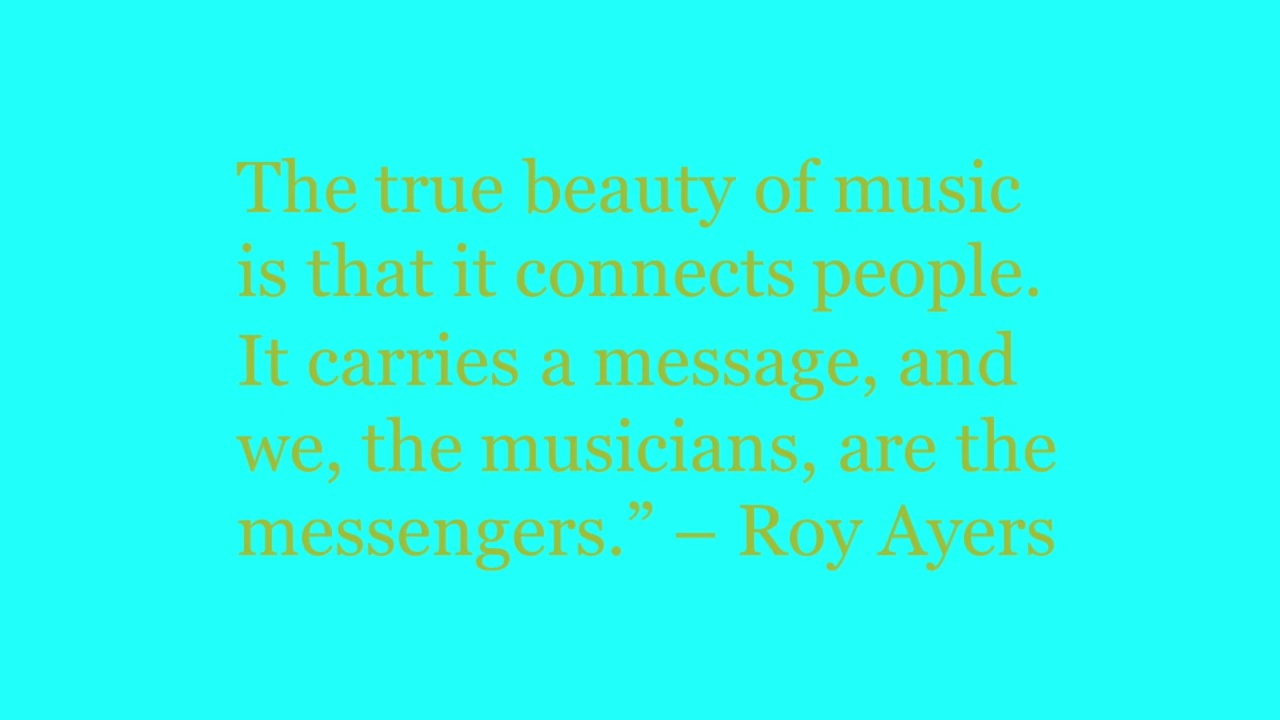 The true beauty of music
is that it connects people.
It carries a message, and
we, the musicians, are the
messengers.” – Roy Ayers